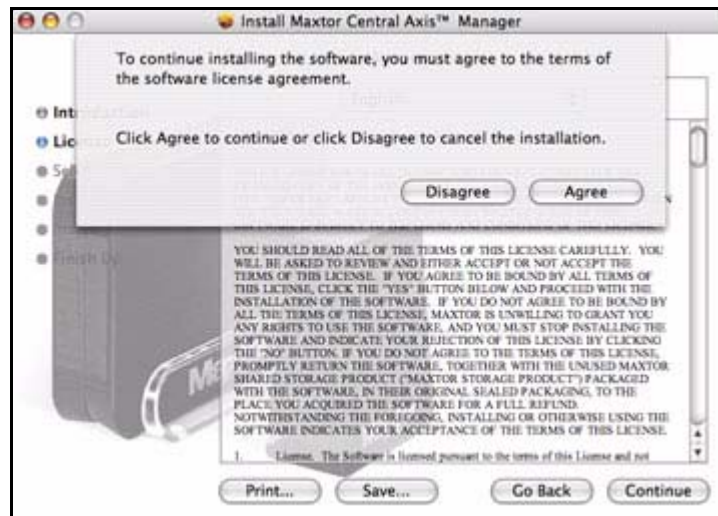 Install Maxtor Central Axis™ Manager
To continue installing the software, you must agree to the terms of
the software license agreement.
Click Agree to continue or click Disagree to cancel the installation.
Disagree
Agree
English
Finish Up
YOU SHOULD READ ALL OF THE TERMS OF THIS LICENSE CAREFULLY. YOU
WILL BE ASKED TO REVIEW AND EITHER ACCEPT OR NOT ACCEPT THE
TERMS OF THIS LICENSE. IF YOU AGREE TO BE BOUND BY ALL TERMS OF
THIS LICENSE, CLICK THE "YES" BUTTON BELOW AND PROCEED WITH THE
INSTALLATION OF THE SOFTWARE. IF YOU DO NOT AGREE TO BE BOUND BY
ALL THE TERMS OF THIS LICENSE, MAXTOR IS UNWILLING TO GRANT YOU
ANY RIGHTS TO USE THE SOFTWARE, AND YOU MUST STOP INSTALLING THE
SOFTWARE AND INDICATE YOUR REJECTION OF THIS LICENSE BY CLICKING
THE "NO" BUTTON. IF YOU DO NOT AGREE TO THE TERMS OF THIS LICENSE,
PROMPTLY RETURN THE SOFTWARE, TOGETHER WITH THE UNUSED MAXTOR
SHARED STORAGE PRODUCT ("MAXTOR STORAGE PRODUCT") PACKAGED
WITH THE SOFTWARE, IN THEIR ORIGINAL SEALED PACKAGING, TO THE
PLACE YOU ACQUIRED THE SOFTWARE FOR A FULL REFUND.
NOTWITHSTANDING THE FOREGOING, INSTALLING OR OTHERWISE USING THE
SOFTWARE INDICATES YOUR ACCEPTANCE OF THE TERMS OF THIS LICENSE.
1. License. The Software is licensed pursuant to the terms of this License and not
Print...
Save...
Go Back
Continue